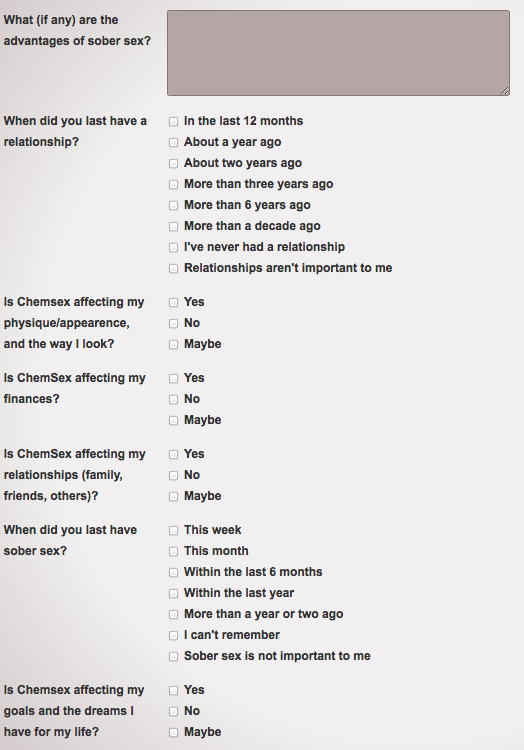 What (if any) are the
advantages of sober sex?
When did you last have a
relationship?
In the last 12 months
About a year ago
About two years ago
More than three years ago
More than 6 years ago
More than a decade ago
I've never had a relationship
Relationships aren't important to me
Is Chemsex affecting my
physique/appearence,
and the way I look?
Yes
No
Maybe
Is ChemSex affecting my
finances?
Yes
No
Maybe
Is ChemSex affecting my
relationships (family,
friends, others)?
Yes
No
Maybe
When did you last have
sober sex?
This week
This month
Within the last 6 months
Within the last year
More than a year or two ago
I can't remember
Sober sex is not important to me
Is Chemsex affecting my
goals and the dreams I
have for my life?
Yes
No
Maybe